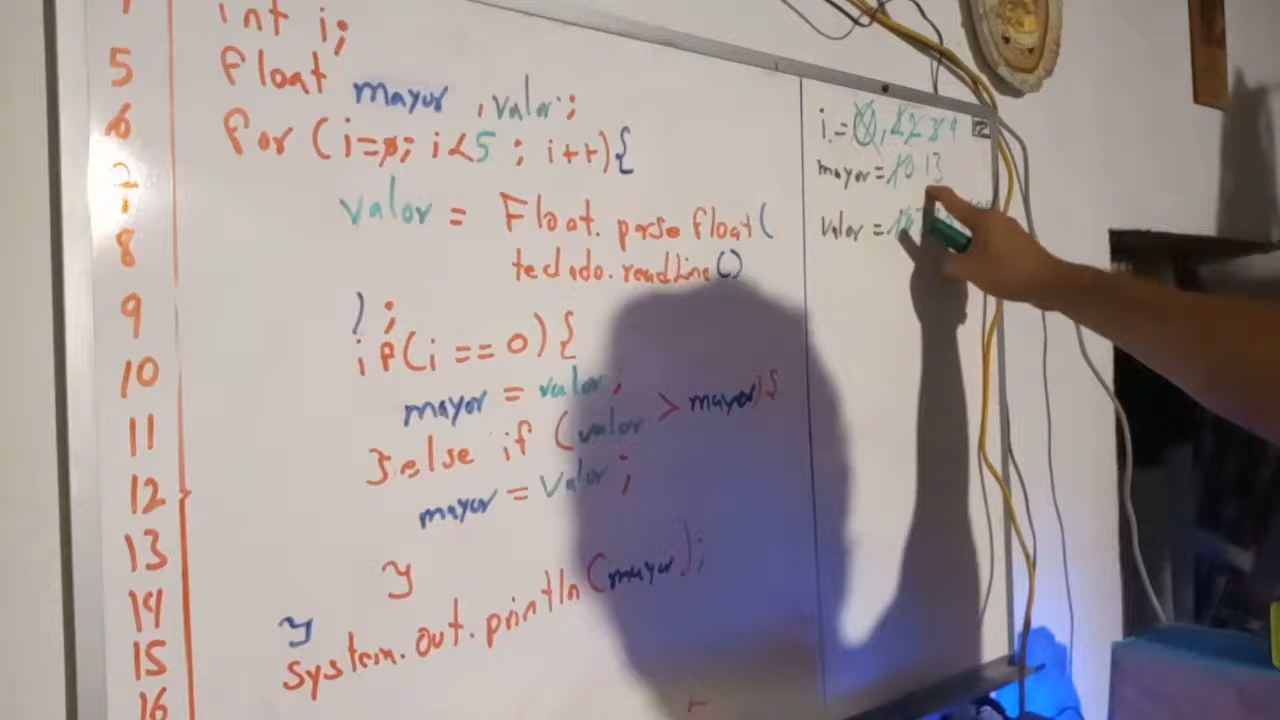 int i;
5 float mayor , valor ;
6 for (i=0; i<5 ; i++){
7 valor = Float. parse float(
8 teclado.readLine()
9 ) ;
10 if(i == 0){
mayor = valor;
11 }else if (valor > mayor){
12 mayor = valor ;
13 }
14 }
15 System.out.println(mayor);
16
i = 0, 1 2 3 4
mayor = 10 13
valor =